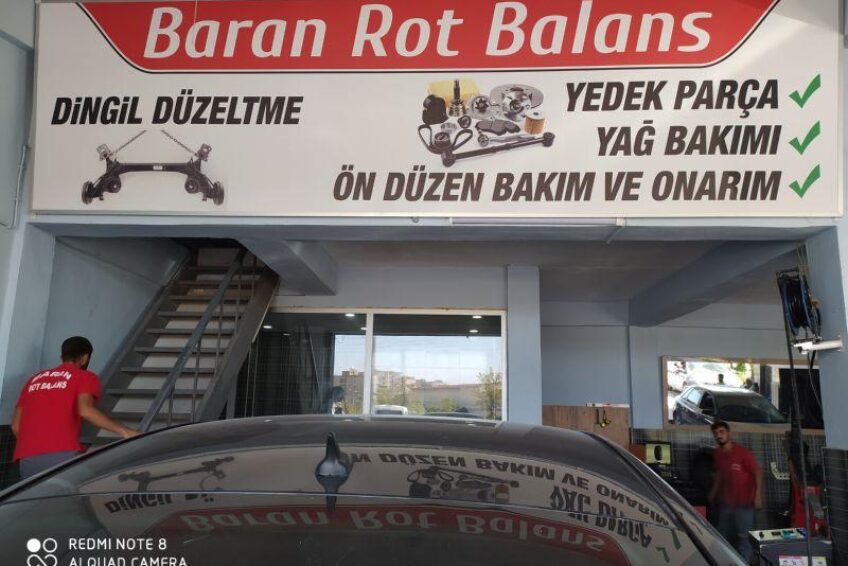 Baran Rot Balans
DİNGİL DÜZELTME
YEDEK PARÇA
YAĞ BAKIMI
ÖN DÜZEN BAKIM VE ONARIM
BARAN
ROT BALANS
REDMI NOTE 8
AI QUAD CAMERA